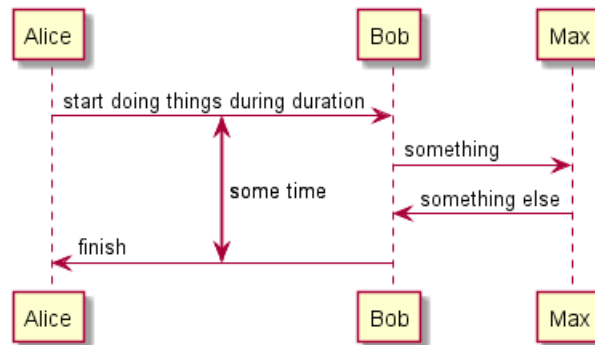 Alice Bob Max
start doing things during duration
something
some time
something else
finish
Alice Bob Max